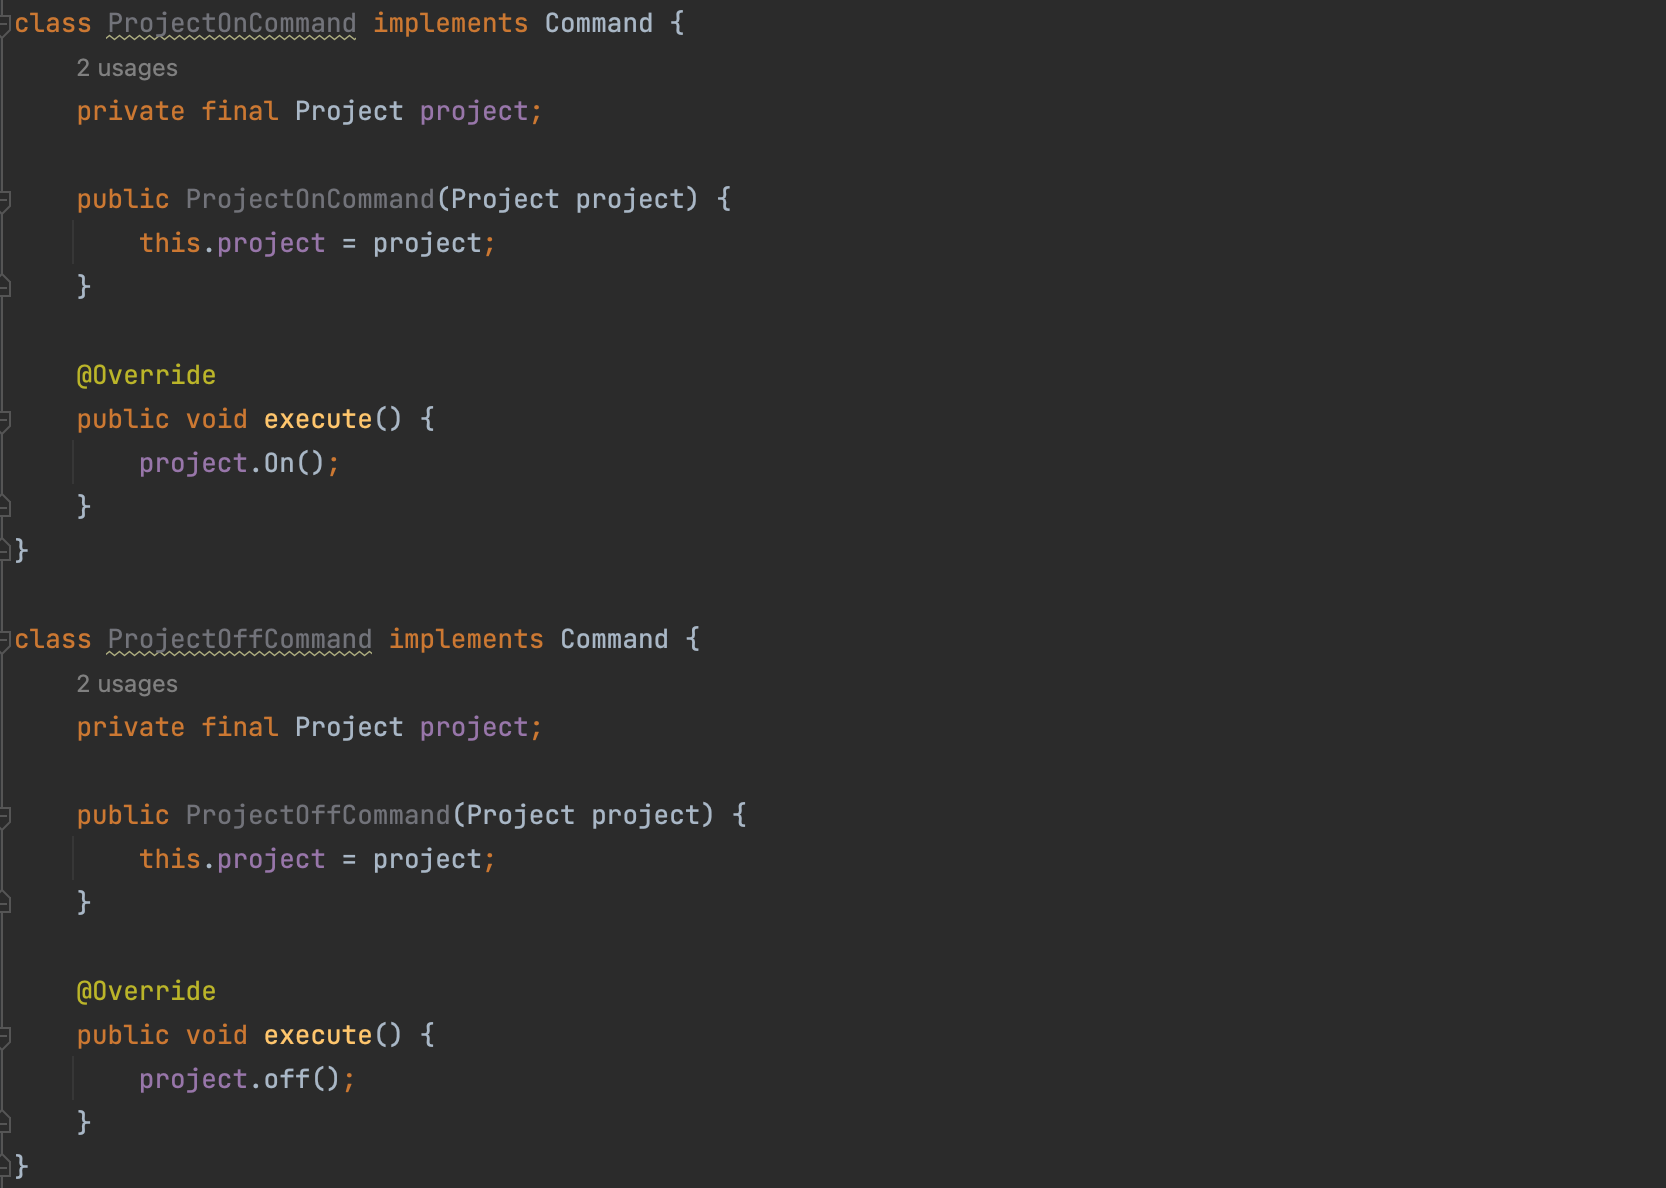 class ProjectOnCommand implements Command {
2 usages
private final Project project;
public ProjectOnCommand(Project project) {
this.project = project;
}
@Override
public void execute() {
project.On();
}
}
class ProjectOffCommand implements Command {
2 usages
private final Project project;
public ProjectOffCommand(Project project) {
this.project = project;
}
@Override
public void execute() {
project.off();
}
}